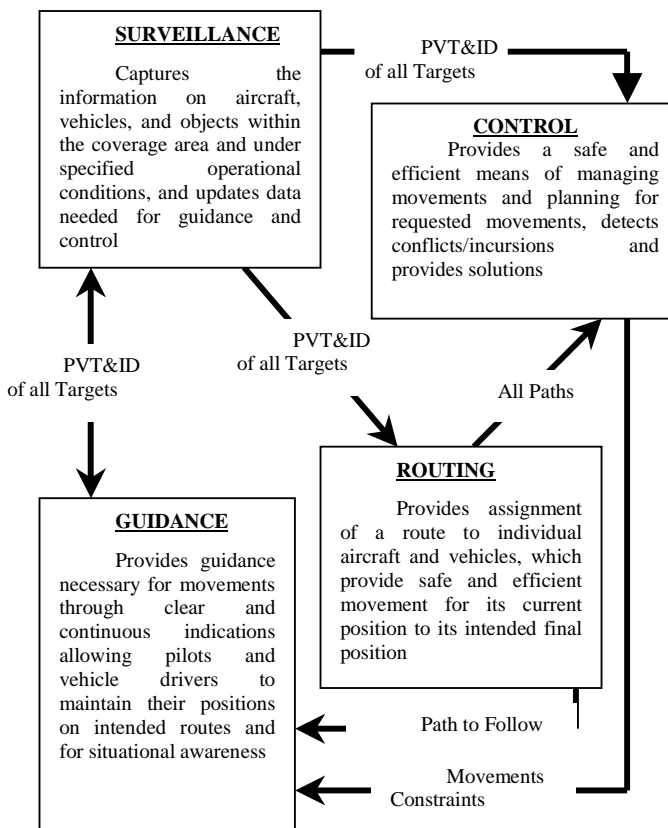 SURVEILLANCE
Captures the
information on aircraft,
vehicles, and objects within
the coverage area and under
specified operational
conditions, and updates data
needed for guidance and
control
PVT&ID
of all Targets
CONTROL
Provides a safe and
efficient means of managing
movements and planning for
requested movements, detects
conflicts/incursions and
provides solutions
PVT&ID
of all Targets
PVT&ID
of all Targets
All Paths
ROUTING
Provides assignment
of a route to individual
aircraft and vehicles, which
provide safe and efficient
movement for its current
position to its intended final
position
GUIDANCE
Provides guidance
necessary for movements
through clear and
continuous indications
allowing pilots and
vehicle drivers to
maintain their positions
on intended routes and
for situational awareness
Path to Follow
Movements
Constraints